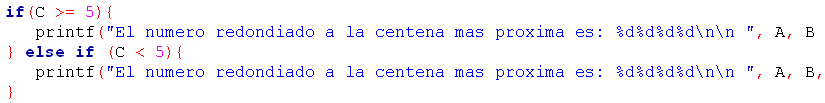 if(C >= 5){
printf("El numero redondiado a la centena mas proxima es: %d%d%d%d\n\n ", A, B
} else if (C < 5){
printf("El numero redondiado a la centena mas proxima es: %d%d%d%d\n\n ", A, B,
}